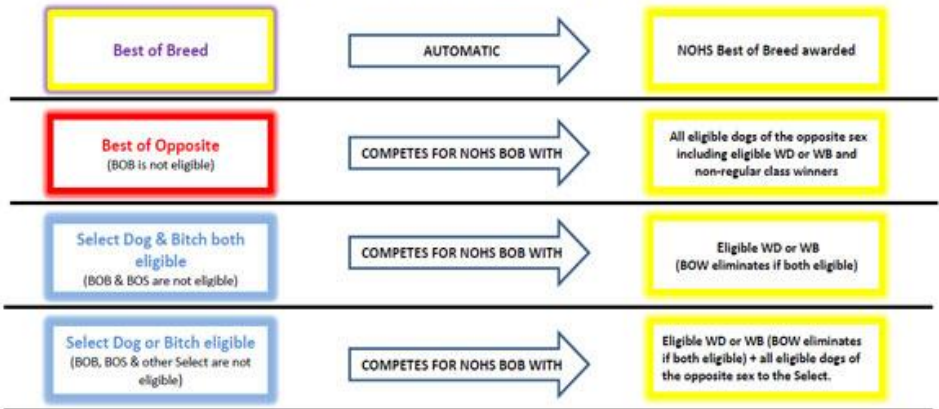 Best of Breed
AUTOMATIC
NOHS Best of Breed awarded
Best of Opposite
(BOB is not eligible)
COMPETES FOR NOHS BOB WITH
All eligible dogs of the opposite sex
including eligible WD or WB and
non-regular class winners
Select Dog & Bitch both
eligible
(BOB & BOS are not eligible)
COMPETES FOR NOHS BOB WITH
Eligible WD or WB
(BOW eliminates if both eligible)
Select Dog or Bitch eligible
(BOB, BOS & other Select are not
eligible)
COMPETES FOR NOHS BOB WITH
Eligible WD or WB (BOW eliminates
if both eligible) + all eligible dogs of
the opposite sex to the Select.